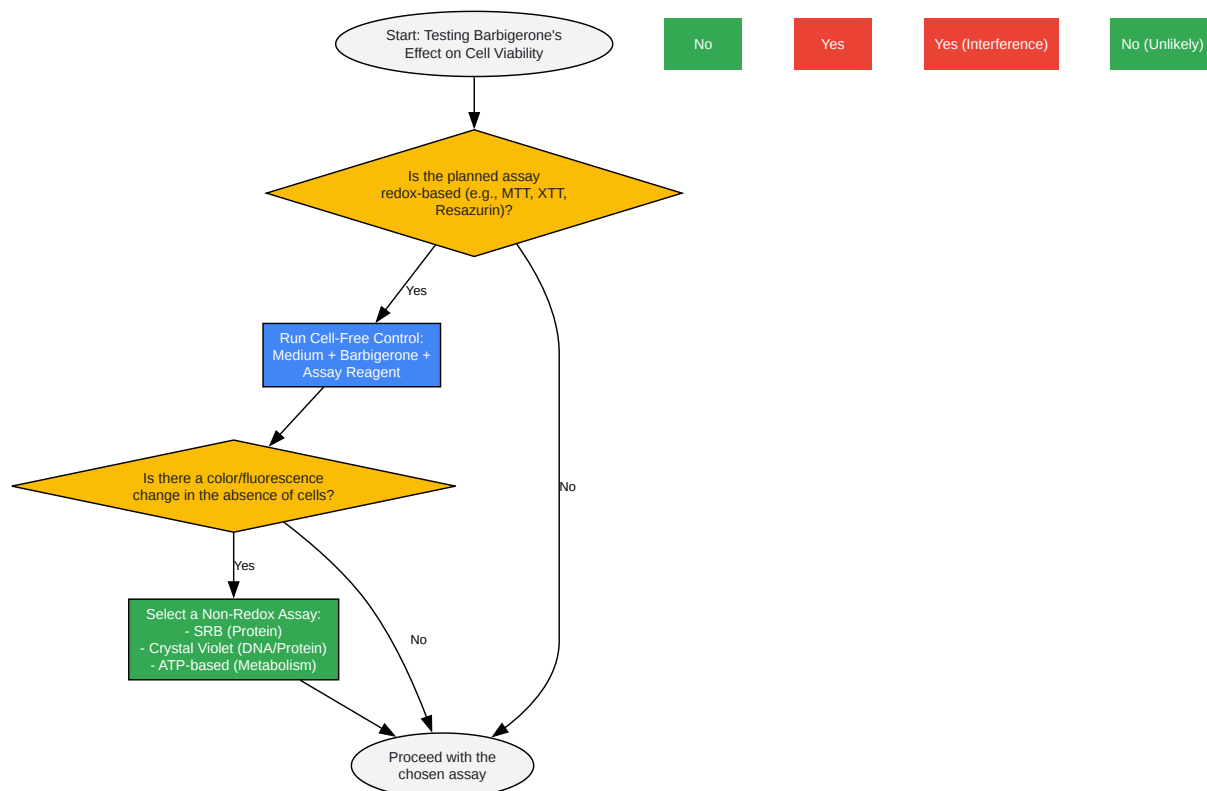 Start: Testing Barbigerone's
Effect on Cell Viability
No
Yes
Yes (Interference)
No (Unlikely)
Is the planned assay
redox-based (e.g., MTT, XTT,
Resazurin)?
Yes
Run Cell-Free Control:
Medium + Barbigerone +
Assay Reagent
Is there a color/fluorescence
change in the absence of cells?
No
Yes
Select a Non-Redox Assay:
- SRB (Protein)
- Crystal Violet (DNA/Protein)
- ATP-based (Metabolism)
No
Proceed with the
chosen assay